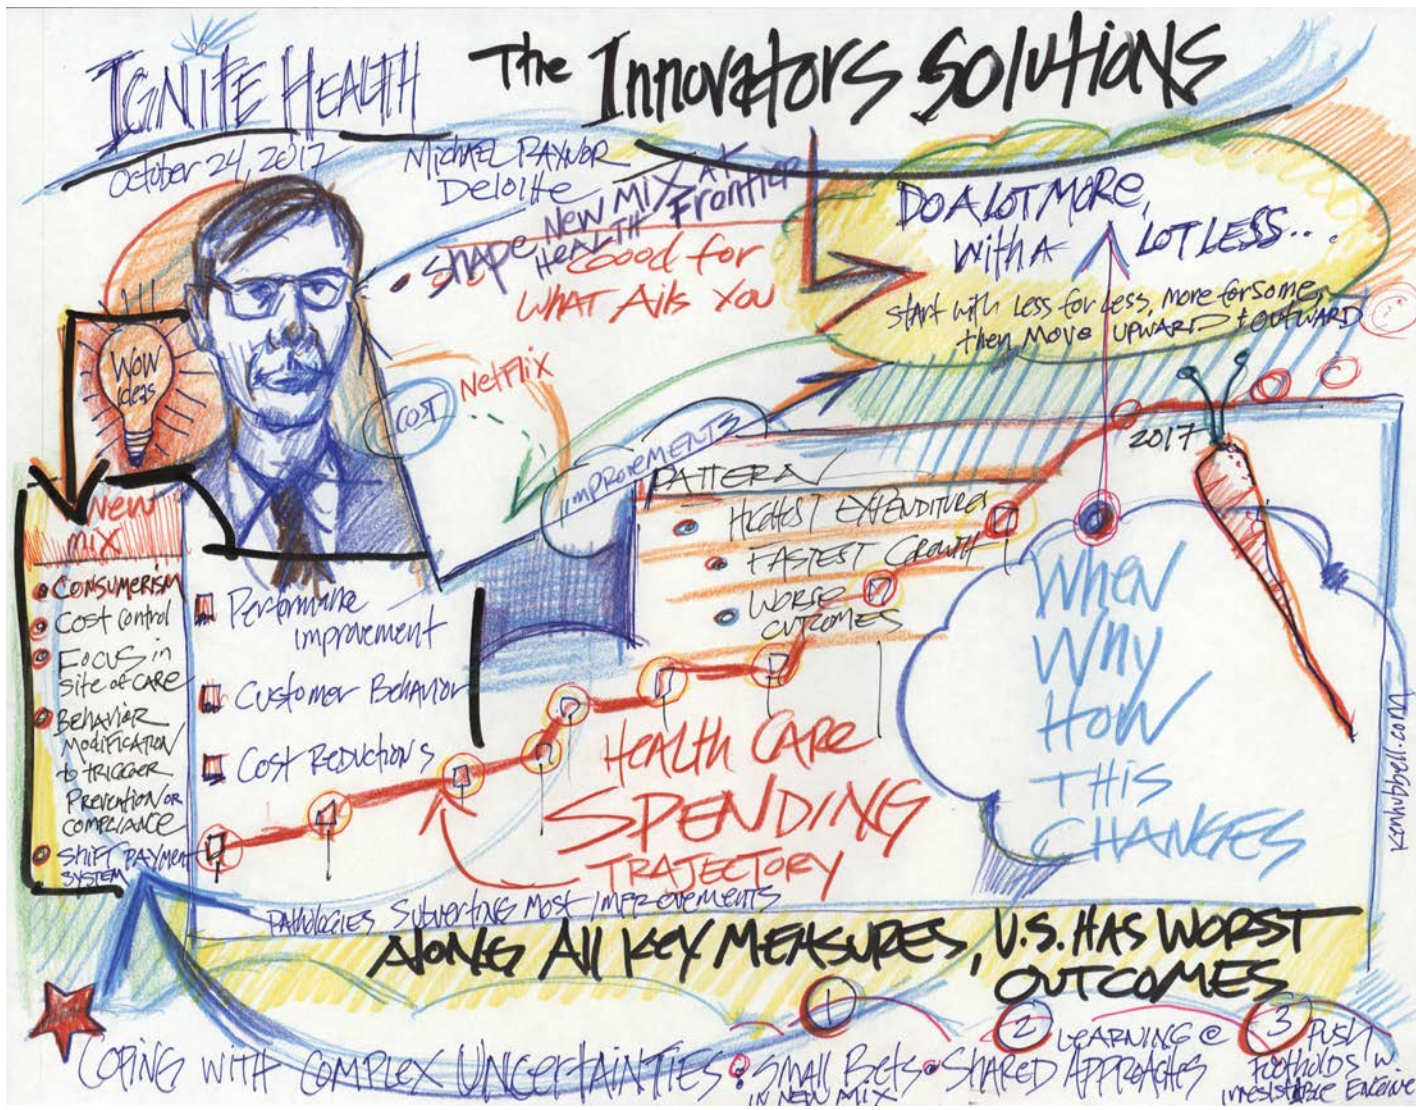 IGNITE HEALTH
The Innovators Solutions
October 24, 2017
MICHAEL RAYNOR
Deloitte
• SHAPE NEW MIX AT
HEALTH Frontier
Good for
WHAT Ails You
DO A LOT MORE,
WITH A LOT LESS...
start with Less for Less, more for some,
then MOVE UPWARD + OUTWARD
WOW
Ideas
COST
NETFLIX
IMPROVEMENTS
2017
PATTERN
HIGHEST EXPENDITURES
FASTEST GROWTH
WORSE
OUTCOMES
New
mix
CONSUMERISM
Cost control
FOCUS in
site of CARE
BEHAVIOR
MODIFICATION
to TRIGGER
PREVENTION OR
COMPLIANCE
Shift PAYMENT
SYSTEM
Performance
improvement
Customer Behavior
Cost REDUCTIONS
HEALTH CARE
SPENDING
TRAJECTORY
WHEN
WHY
HOW
THIS
CHANGES
kenhubbell.com
PATHOLOGIES SUBVERTING MOST IMPROVEMENTS
ALONG All KEY MEASURES, U.S. HAS WORST
OUTCOMES
COPING WITH COMPLEX UNCERTAINTIES
1
SMALL BETS
IN NEW MIX
2 LEARNING @
SHARED APPROACHES
3 PUSH
Footholds w.
irresistable